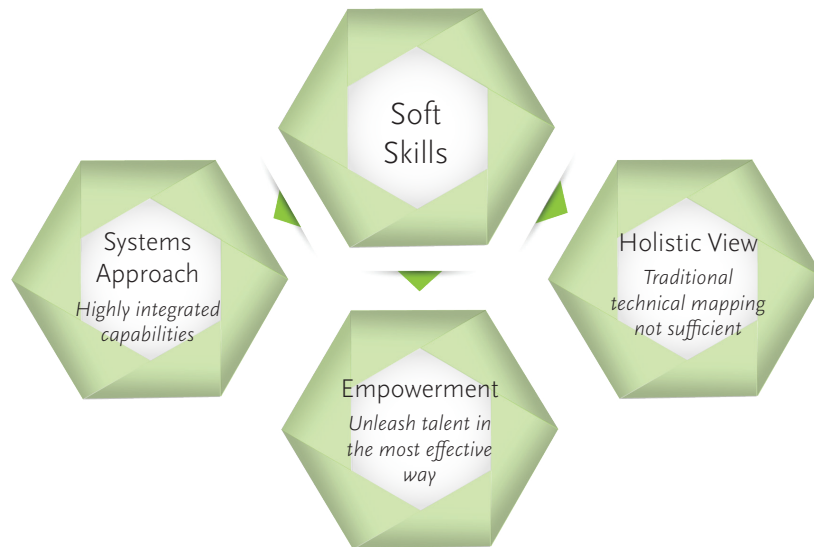 Soft
Skills
Systems
Approach
Highly integrated
capabilities
Holistic View
Traditional
technical mapping
not sufficient
Empowerment
Unleash talent in
the most effective
way